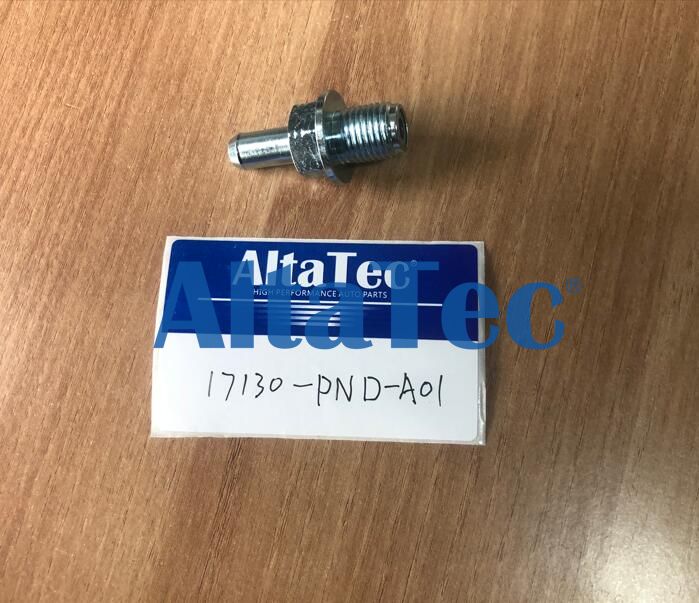 AltaTec®
HIGH PERFORMANCE AUTO PARTS
AltaTec®
17130-PND-A01